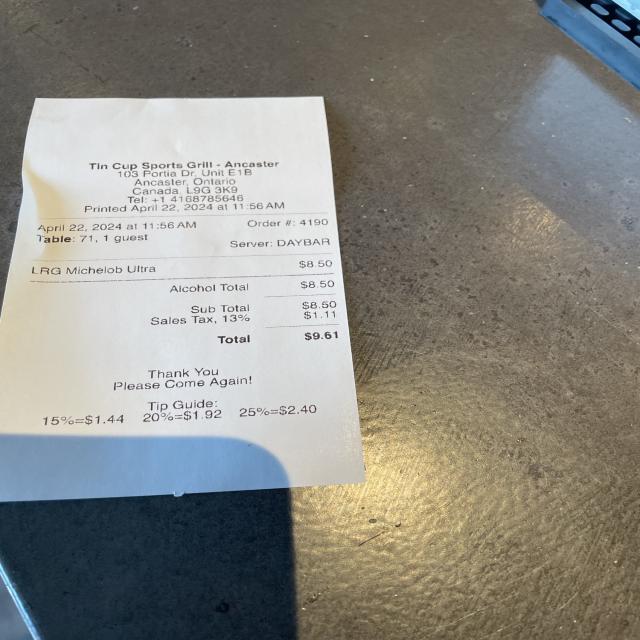 Tin Cup Sports Grill - Ancaster
103 Portia Dr, Unit E1B
Ancaster, Ontario
Canada L9G 3K9
Tel: +1 4168785646
Printed April 22, 2024 at 11:56 AM
April 22, 2024 at 11:56 AM Order #: 4190
Table: 71, 1 guest Server: DAYBAR
LRG Michelob Ultra $8.50
Alcohol Total $8.50
Sub Total $8.50
Sales Tax, 13% $1.11
Total $9.61
Thank You
Please Come Again!
Tip Guide:
15%=$1.44 20%=$1.92 25%=$2.40